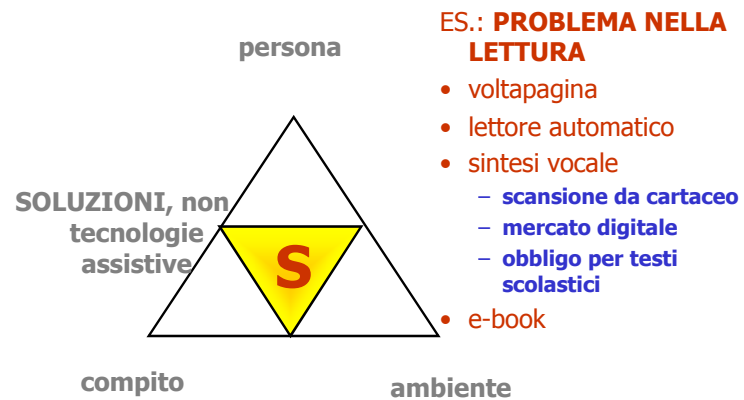 persona
SOLUZIONI, non
tecnologie
assistive
S
compito
ambiente
ES.: PROBLEMA NELLA
LETTURA
• voltapagina
• lettore automatico
• sintesi vocale
– scansione da cartaceo
– mercato digitale
– obbligo per testi
scolastici
• e-book